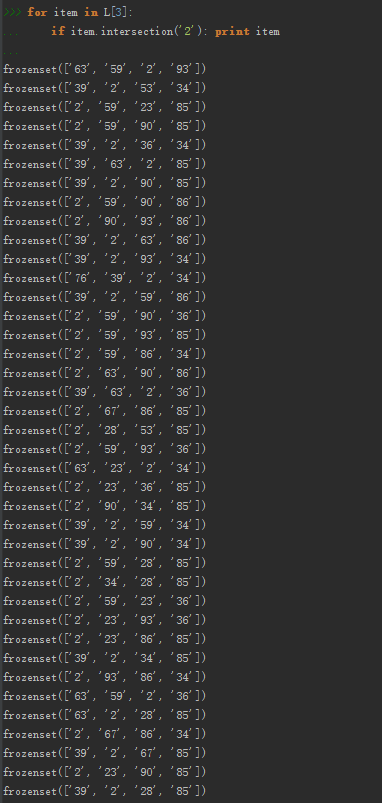 >>> for item in L[3]:
...     if item.intersection('2'): print item
...
frozenset(['63', '59', '2', '93'])
frozenset(['39', '2', '53', '34'])
frozenset(['2', '59', '23', '85'])
frozenset(['2', '59', '90', '85'])
frozenset(['39', '2', '36', '34'])
frozenset(['39', '63', '2', '85'])
frozenset(['39', '2', '90', '85'])
frozenset(['2', '59', '90', '86'])
frozenset(['2', '90', '93', '86'])
frozenset(['39', '2', '63', '86'])
frozenset(['39', '2', '93', '34'])
frozenset(['76', '39', '2', '34'])
frozenset(['39', '2', '59', '86'])
frozenset(['2', '59', '90', '36'])
frozenset(['2', '59', '93', '85'])
frozenset(['2', '59', '86', '34'])
frozenset(['2', '63', '90', '86'])
frozenset(['39', '63', '2', '36'])
frozenset(['2', '67', '86', '85'])
frozenset(['2', '28', '53', '85'])
frozenset(['2', '59', '93', '36'])
frozenset(['63', '23', '2', '34'])
frozenset(['2', '23', '36', '85'])
frozenset(['2', '90', '34', '85'])
frozenset(['39', '2', '59', '34'])
frozenset(['39', '2', '90', '34'])
frozenset(['2', '59', '28', '85'])
frozenset(['2', '34', '28', '85'])
frozenset(['2', '59', '23', '36'])
frozenset(['2', '23', '93', '36'])
frozenset(['2', '23', '86', '85'])
frozenset(['39', '2', '34', '85'])
frozenset(['2', '93', '86', '34'])
frozenset(['63', '59', '2', '36'])
frozenset(['63', '2', '28', '85'])
frozenset(['2', '67', '86', '34'])
frozenset(['39', '2', '67', '85'])
frozenset(['2', '23', '90', '85'])
frozenset(['39', '2', '28', '85'])